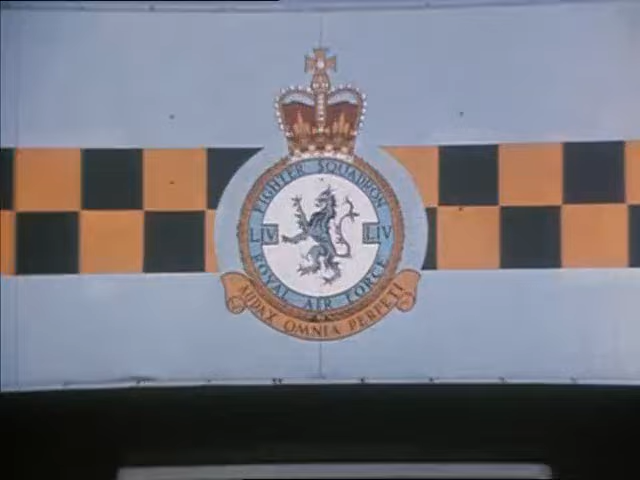 FIGHTER SQUADRON
LIV LIV
ROYAL AIR FORCE
AUDAX OMNIA PERPETI